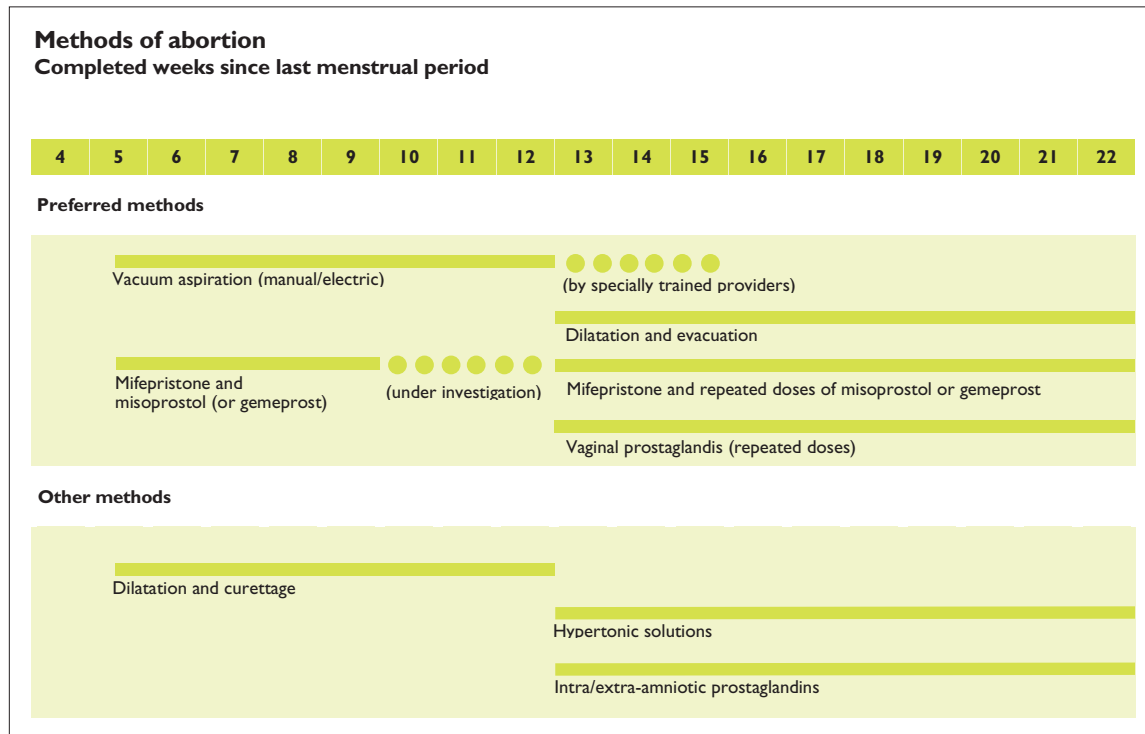 Methods of abortion
Completed weeks since last menstrual period
4 5 6 7 8 9 10 11 12 13 14 15 16 17 18 19 20 21 22
Preferred methods
Vacuum aspiration (manual/electric)
(by specially trained providers)
Dilatation and evacuation
Mifepristone and
misoprostol (or gemeprost)
(under investigation)
Mifepristone and repeated doses of misoprostol or gemeprost
Vaginal prostaglandis (repeated doses)
Other methods
Dilatation and curettage
Hypertonic solutions
Intra/extra-amniotic prostaglandins